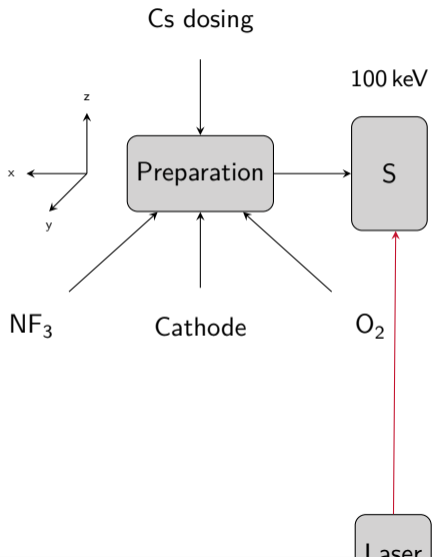 Cs dosing
100 keV
z
x
y
Preparation
S
NF₃
Cathode
O₂
Laser